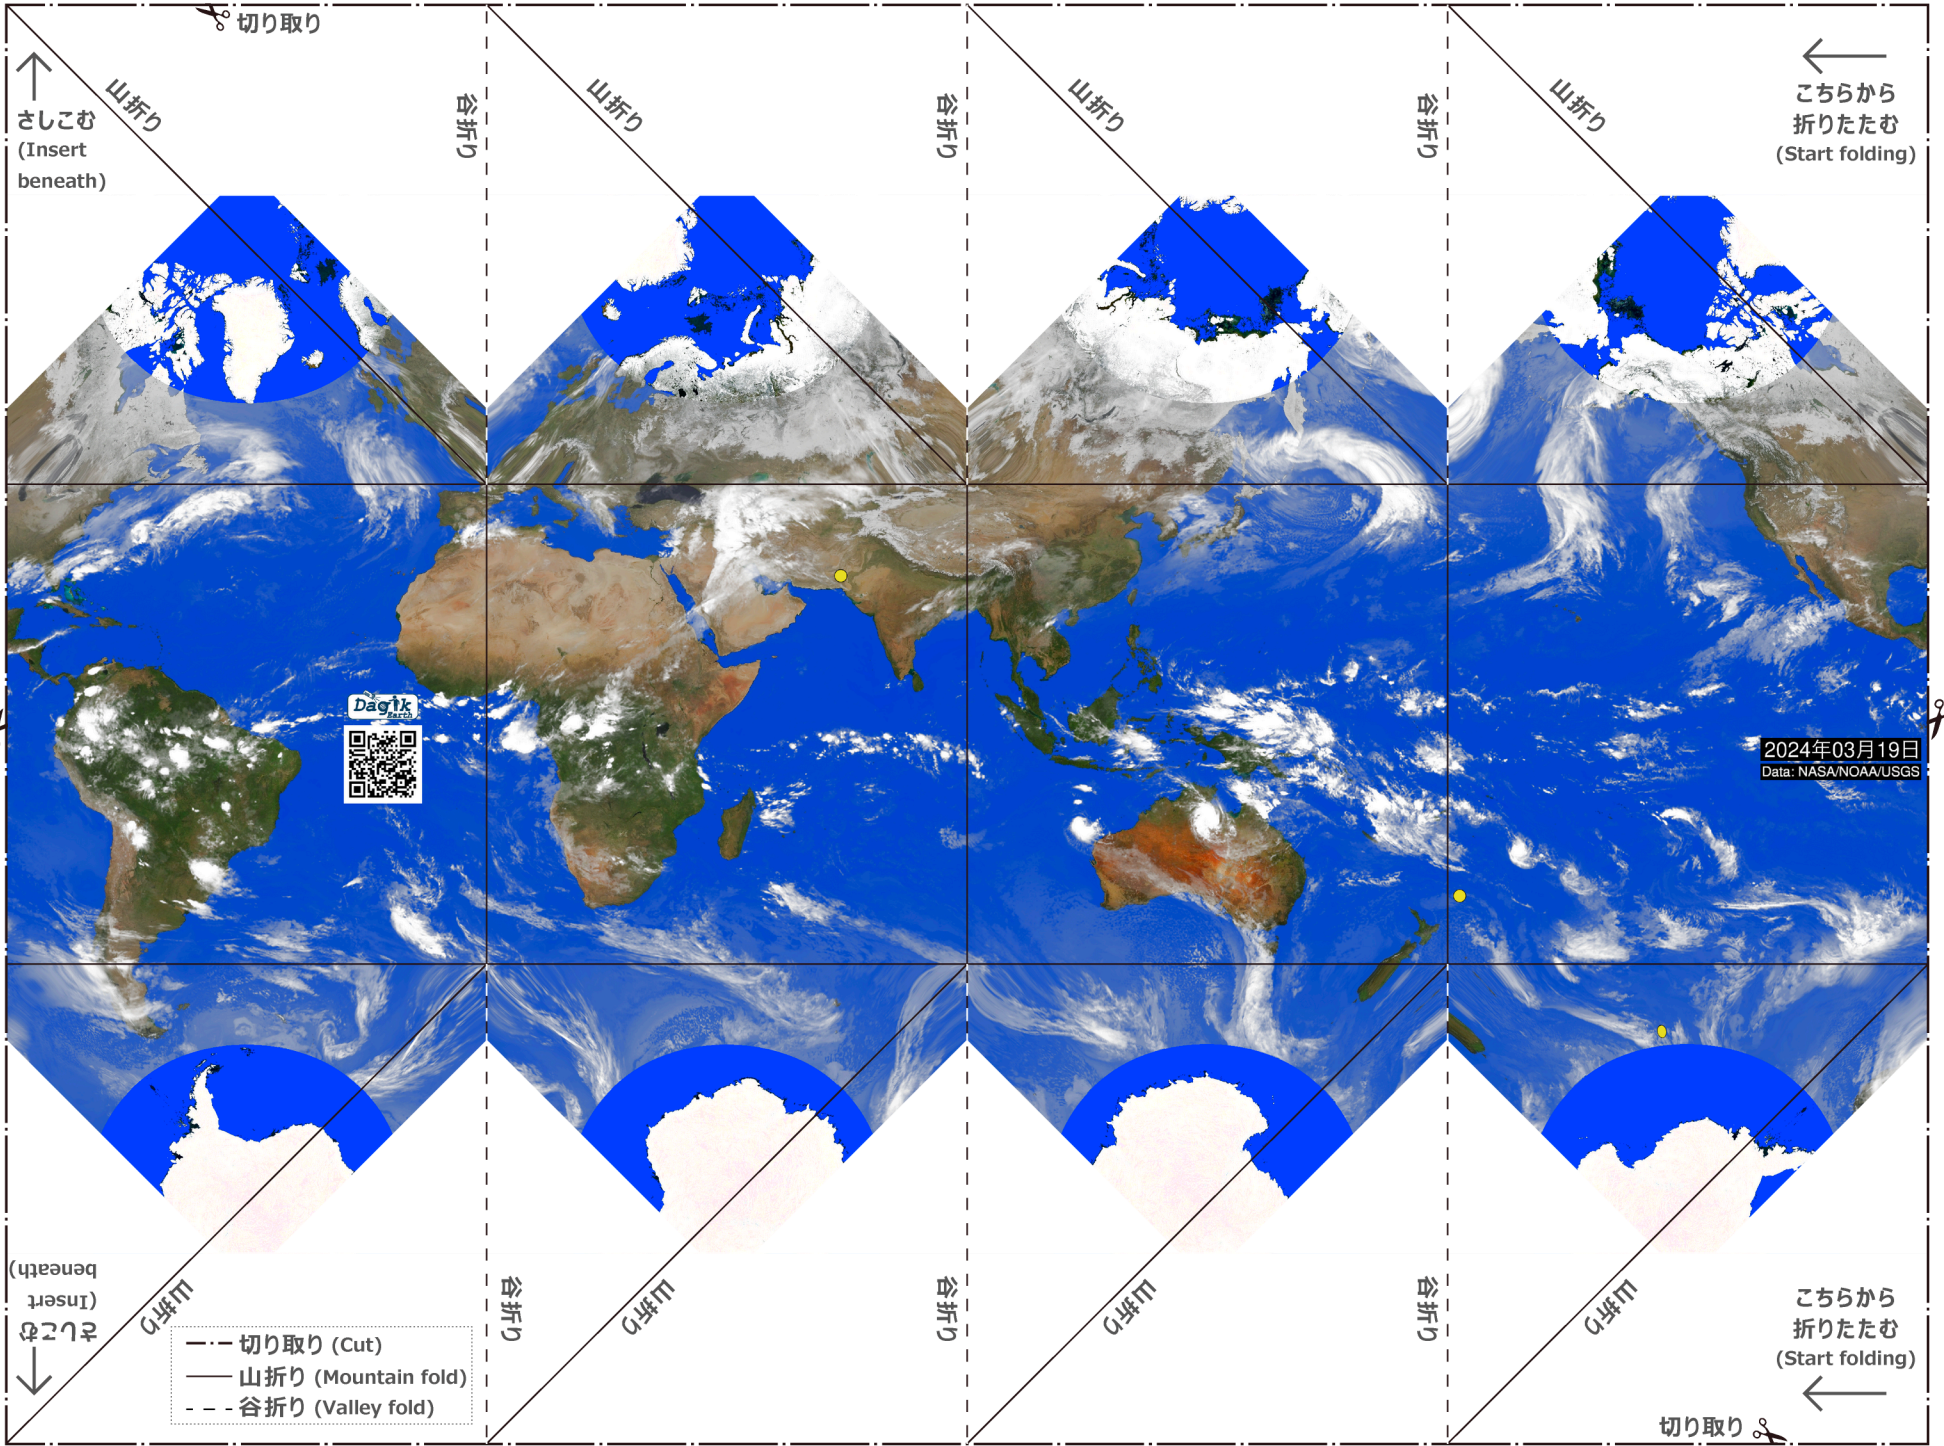 切り取り
さしこむ
(Insert
beneath)
山折り
谷折り
山折り
谷折り
山折り
谷折り
山折り
こちらから
折りたたむ
(Start folding)
Dagik
Earth
2024年03月19日
Data: NASA/NOAA/USGS
さしこむ
(Insert
beneath)
山折り
谷折り
山折り
谷折り
山折り
谷折り
山折り
こちらから
折りたたむ
(Start folding)
切り取り (Cut)
山折り (Mountain fold)
谷折り (Valley fold)
切り取り